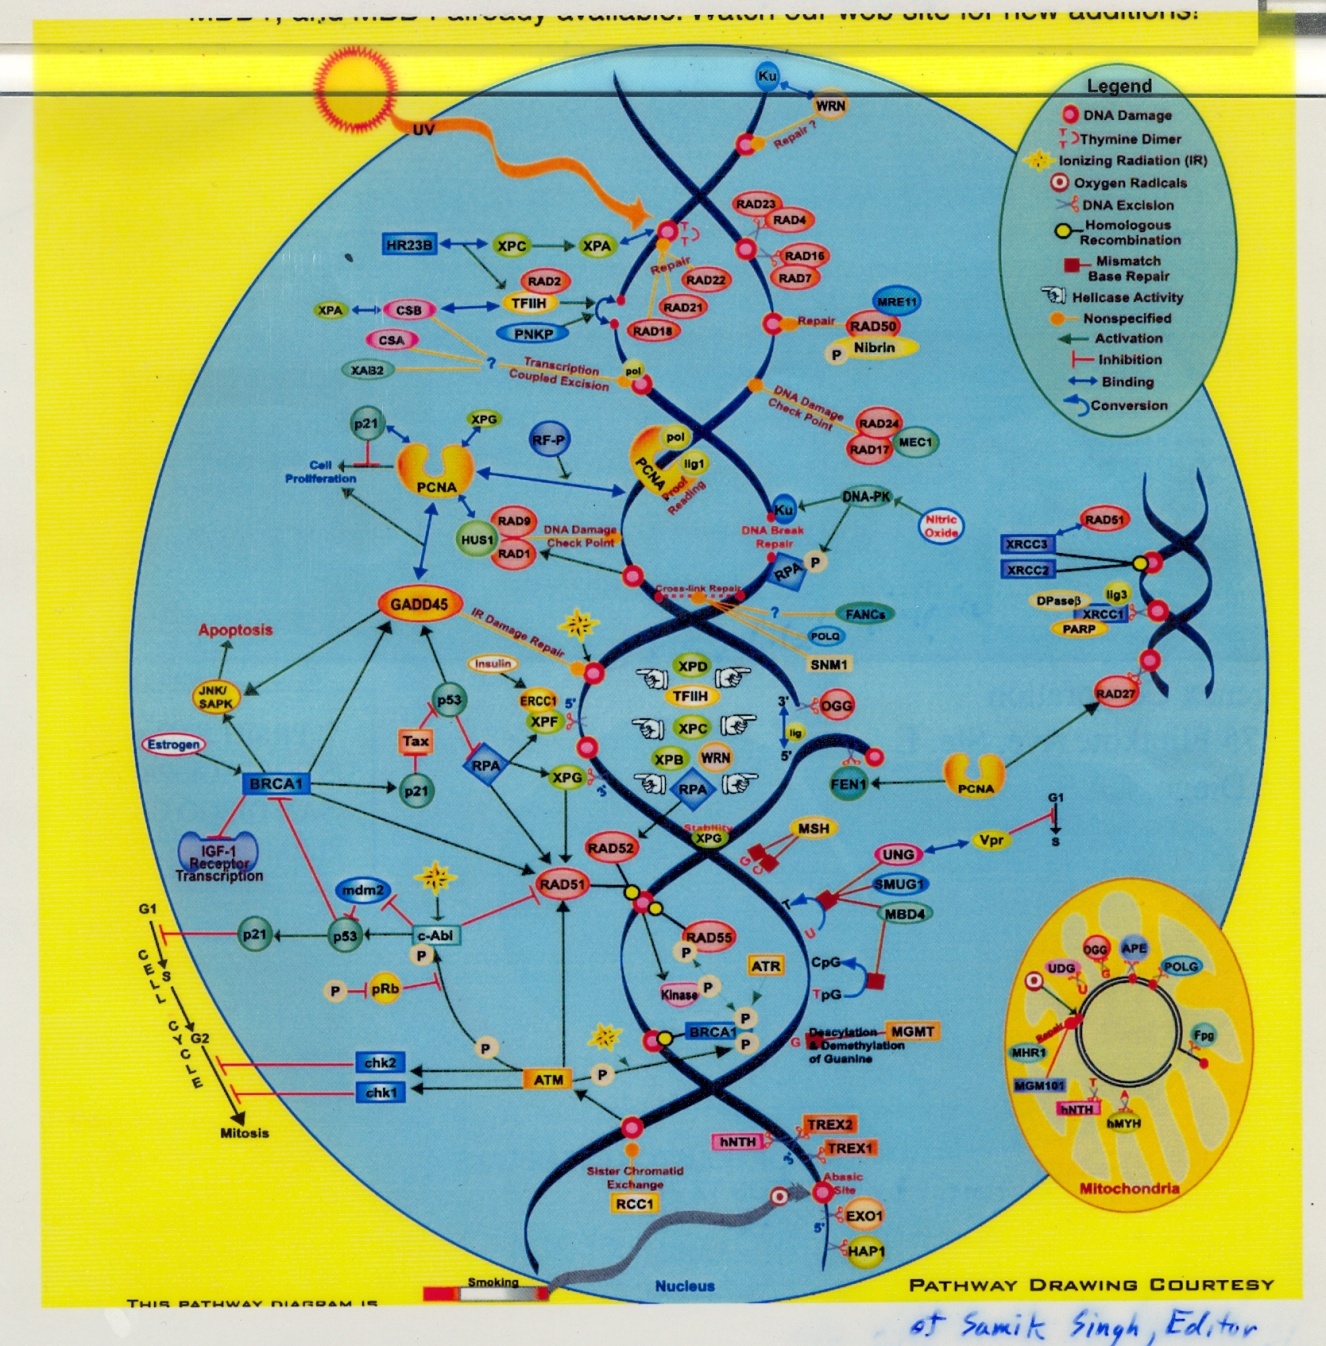 MBD1, and MBD4 already available. Watch our web site for new additions!
Legend
DNA Damage
Thymine Dimer
Ionizing Radiation (IR)
Oxygen Radicals
DNA Excision
Homologous
Recombination
Mismatch
Base Repair
Helicase Activity
Nonspecified
Activation
Inhibition
Binding
Conversion
UV
Ku
WRN
Repair ?
RAD23
RAD4
RAD16
RAD7
HR23B
XPC
XPA
T
T
Repair
RAD2
TFIIH
PNKP
RAD22
RAD21
RAD18
XPA
CSB
CSA
XAB2
?
Transcription
Coupled Excision
pol
MRE11
Repair
RAD50
P
Nibrin
DNA Damage
Check Point
RAD24
RAD17
MEC1
p21
XPG
RF-P
Cell
Proliferation
PCNA
pol
lig1
PCNA
Proof
Reading
HUS1
RAD9
RAD1
DNA Damage
Check Point
Ku
DNA-PK
Nitric
Oxide
DNA Break
Repair
RPA
P
Cross-link Repair
?
FANCs
POLQ
SNM1
RAD51
XRCC3
XRCC2
DPaseβ
lig3
XRCC1
PARP
RAD27
GADD45
IR Damage Repair
Apoptosis
JNK/
SAPK
Insulin
ERCC1
XPF
5'
p53
Tax
p21
RPA
XPG
3'
Estrogen
BRCA1
IGF-1
Receptor
Transcription
XPD
TFIIH
XPC
XPB
WRN
RPA
3'
OGG
lig
5'
FEN1
PCNA
G1
S
Vpr
Stability
XPG
MSH
G
UNG
SMUG1
MBD4
T
U
CpG
TpG
RAD52
RAD51
RAD55
P
Kinase
P
ATR
BRCA1
P
P
G
Deacylation
& Demethylation
of Guanine
MGMT
mdm2
c-Abl
P
p53
p21
P
pRb
G1
S
G2
CELL CYCLE
Mitosis
chk2
chk1
P
ATM
P
Sister Chromatid
Exchange
RCC1
hNTH
TREX2
TREX1
3'
Abasic
Site
5'
EXO1
HAP1
OGG
G
APE
UDG
U
POLG
Repair
MHR1
MGM101
Fpg
hNTH
T
hMYH
A
Mitochondria
Smoking
Nucleus
PATHWAY DRAWING COURTESY
THIS PATHWAY DIAGRAM IS
of Samik Singh, Editor